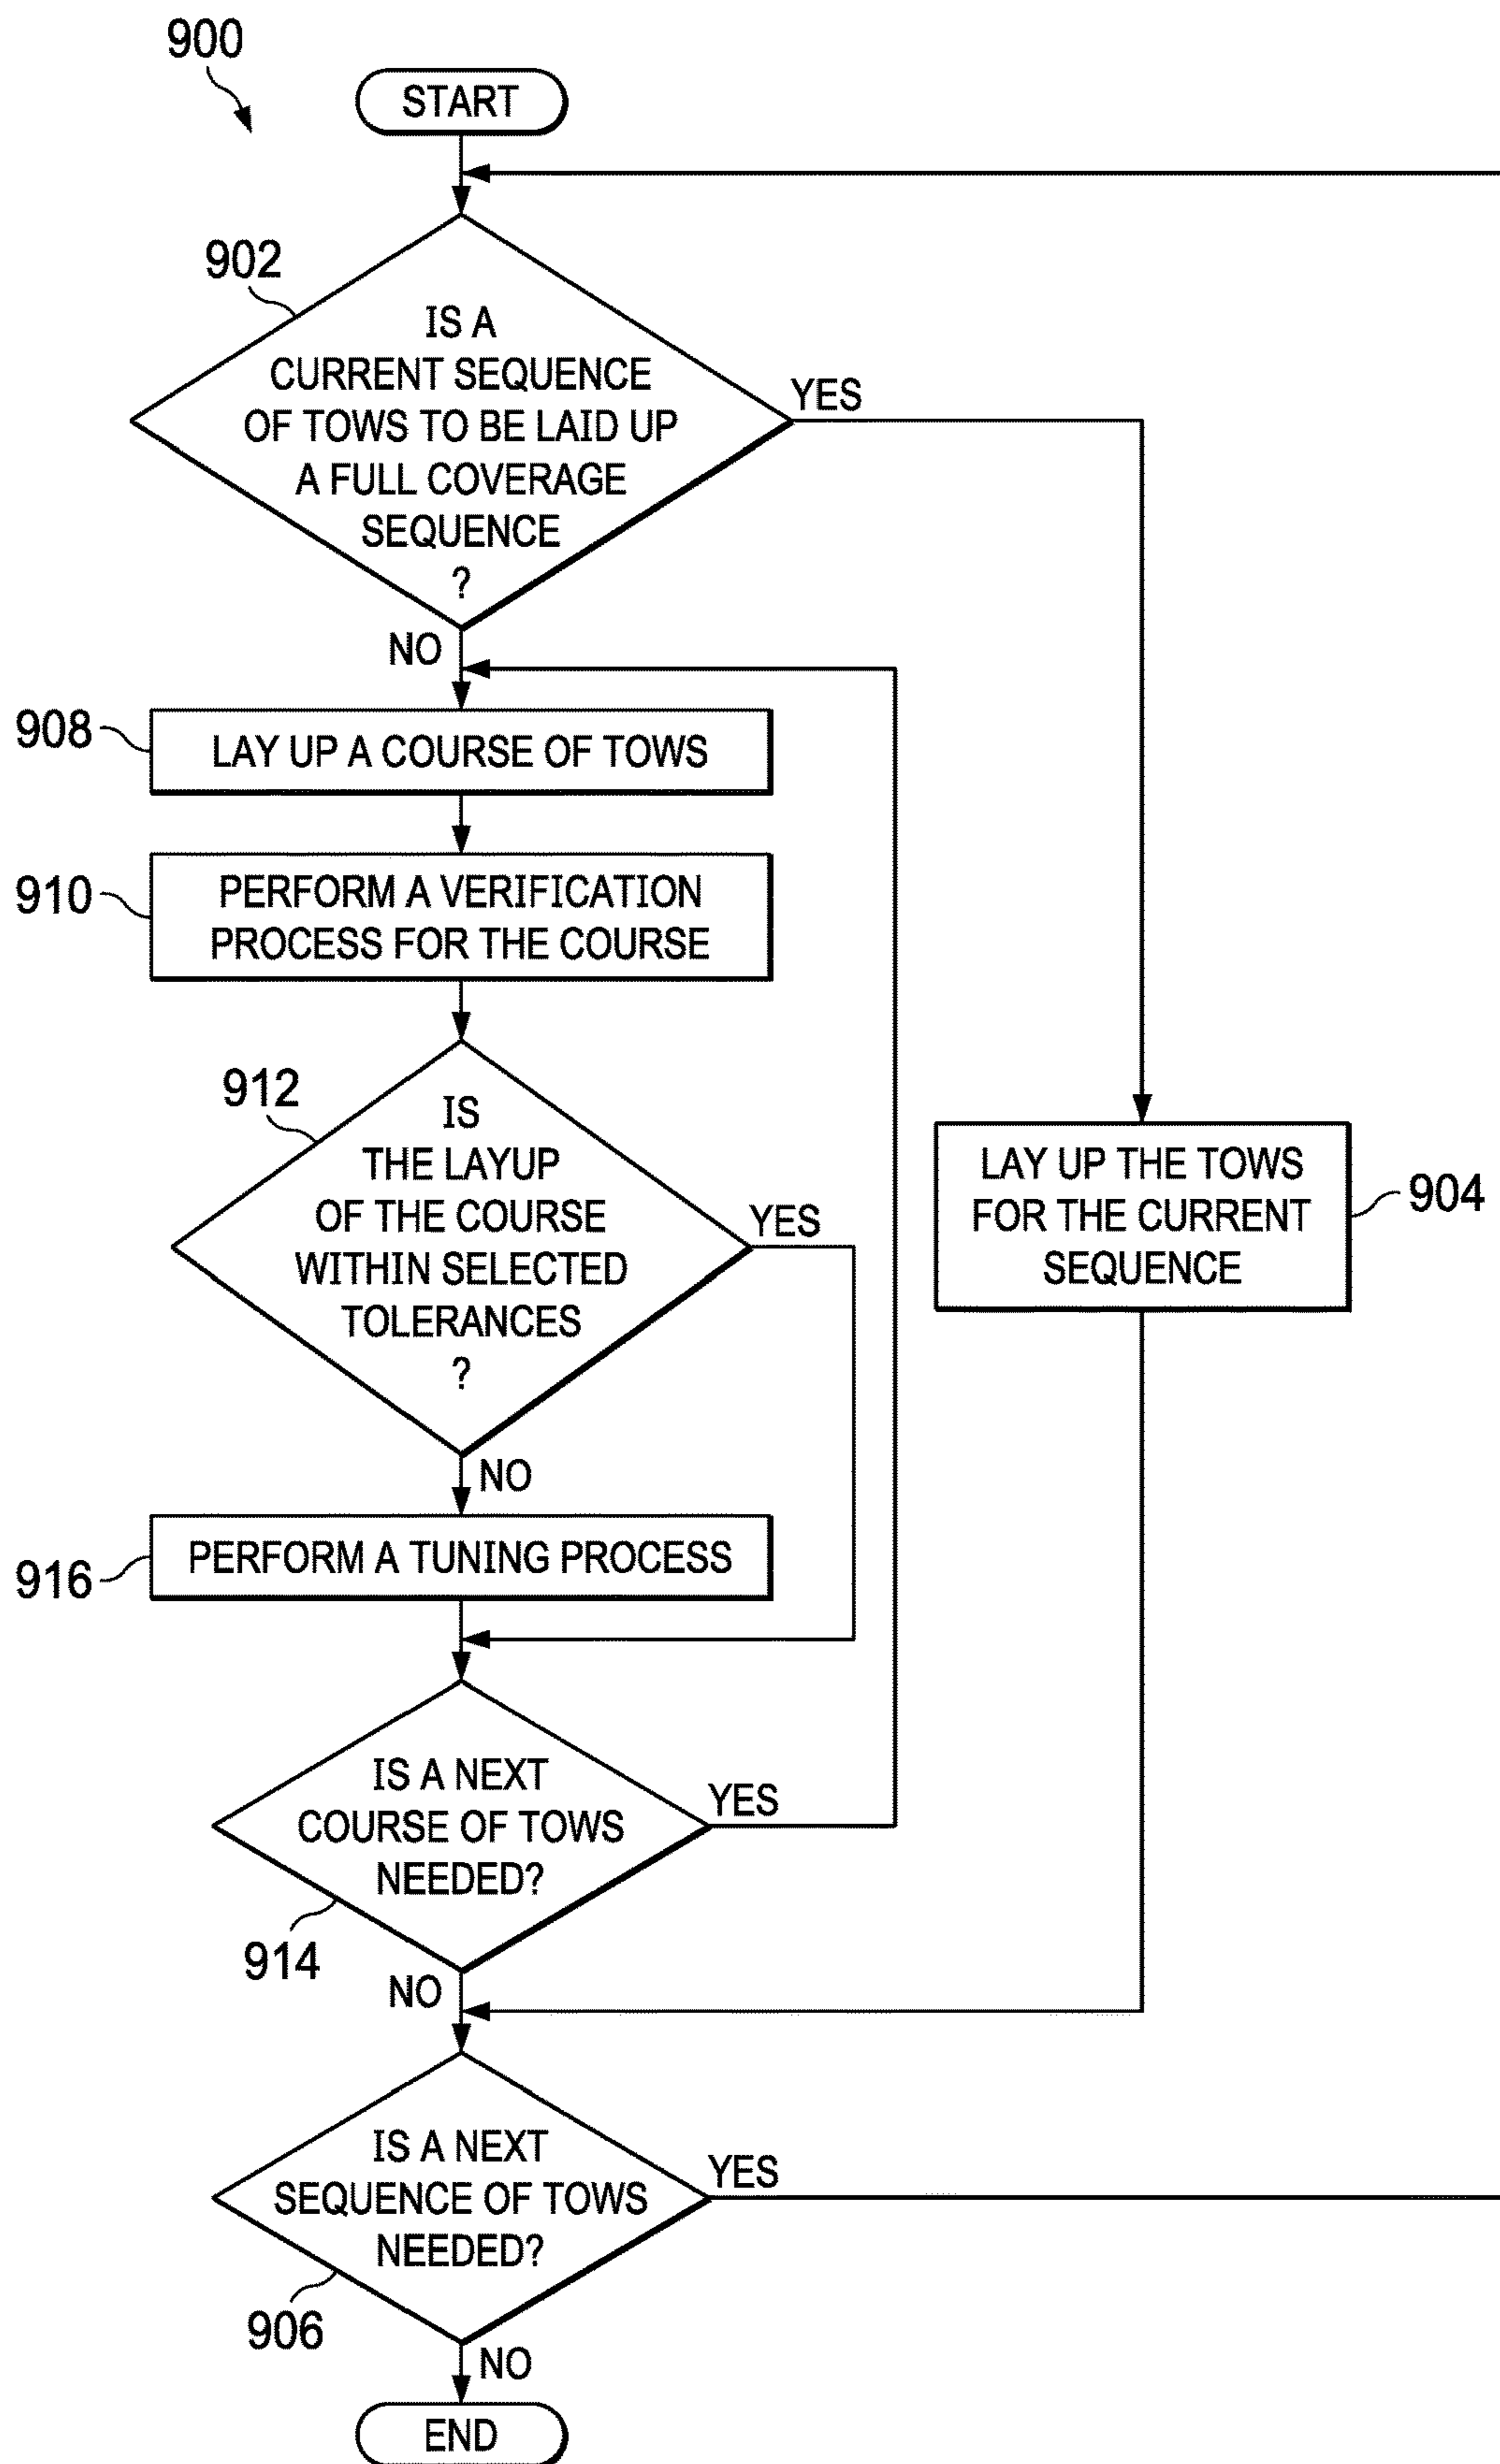 900
START
902
IS A
CURRENT SEQUENCE
OF TOWS TO BE LAID UP
A FULL COVERAGE
SEQUENCE
?
YES
NO
908
LAY UP A COURSE OF TOWS
910
PERFORM A VERIFICATION
PROCESS FOR THE COURSE
912
IS
THE LAYUP
OF THE COURSE
WITHIN SELECTED
TOLERANCES
?
YES
LAY UP THE TOWS
FOR THE CURRENT
SEQUENCE
904
NO
916
PERFORM A TUNING PROCESS
IS A NEXT
COURSE OF TOWS
NEEDED?
YES
914
NO
IS A NEXT
SEQUENCE OF TOWS
NEEDED?
YES
906
NO
END